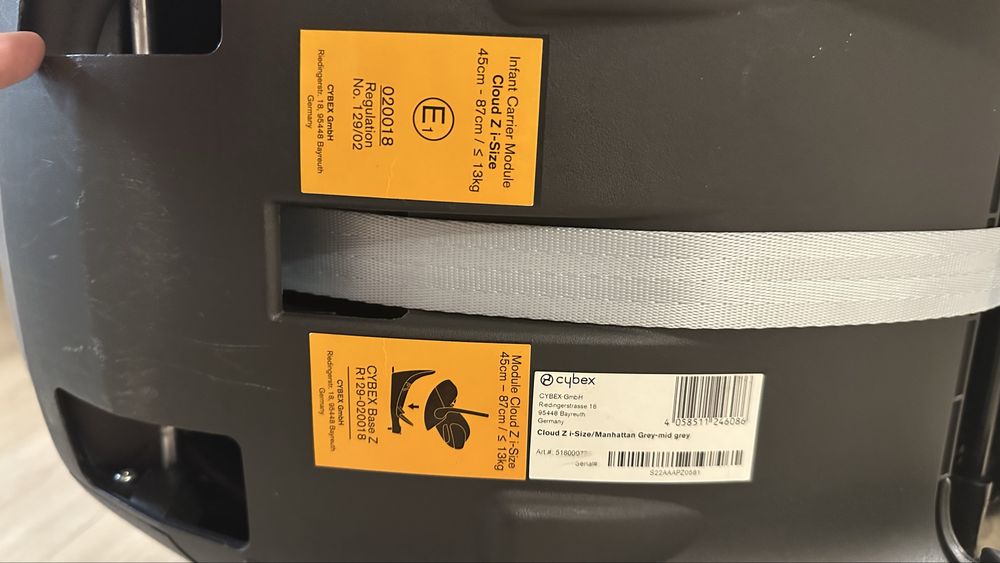 Infant Carrier Module
Cloud Z i-Size
45cm - 87cm / ≤ 13kg
E1
020018
Regulation
No. 129/02
CYBEX GmbH
Riedingerstr. 18, 95448 Bayreuth
Germany
Module Cloud Z i-Size
45cm - 87cm / ≤ 13kg
CYBEX Base Z
R129-020018
CYBEX GmbH
Riedingerstr. 18, 95448 Bayreuth
Germany
cybex
CYBEX GmbH
Riedingerstrasse 18
95448 Bayreuth
Germany
4 058511 246086
Cloud Z i-Size/Manhattan Grey-mid grey
Art.#:
Serial#: